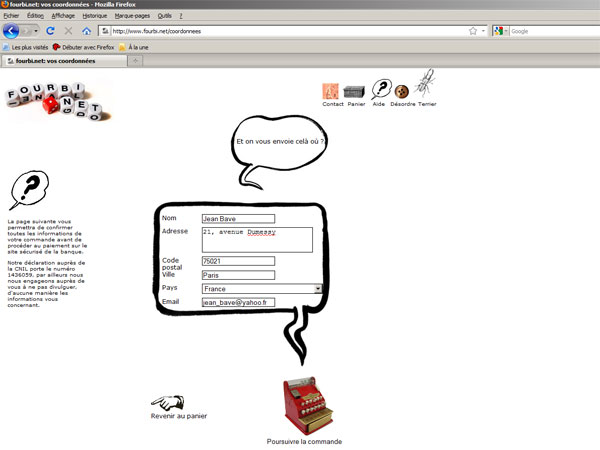 fourbi.net: vos coordonnées - Mozilla Firefox
Fichier Édition Affichage Historique Marque-pages Outils ?
http://www.fourbi.net/coordonnees
Google
Les plus visités Débuter avec Firefox À la une
fourbi.net: vos coordonnées
FOURBI
NET
Contact Panier Aide Désordre Terrier
Et on vous envoie celà où ?
?
La page suivante vous
permettra de confirmer
toutes les informations de
votre commande avant de
procéder au paiement sur le
site sécurisé de la banque.
Notre déclaration auprès de
la CNIL porte le numéro
1436059, par ailleurs nous
nous engageons auprès de
vous à ne pas divulguer,
d'aucune manière les
informations vous
concernant.
Nom Jean Bave
Adresse 21, avenue Dumessy
Code
postal 75021
Ville Paris
Pays France
Email jean_bave@yahoo.fr
Revenir au panier
Poursuivre la commande